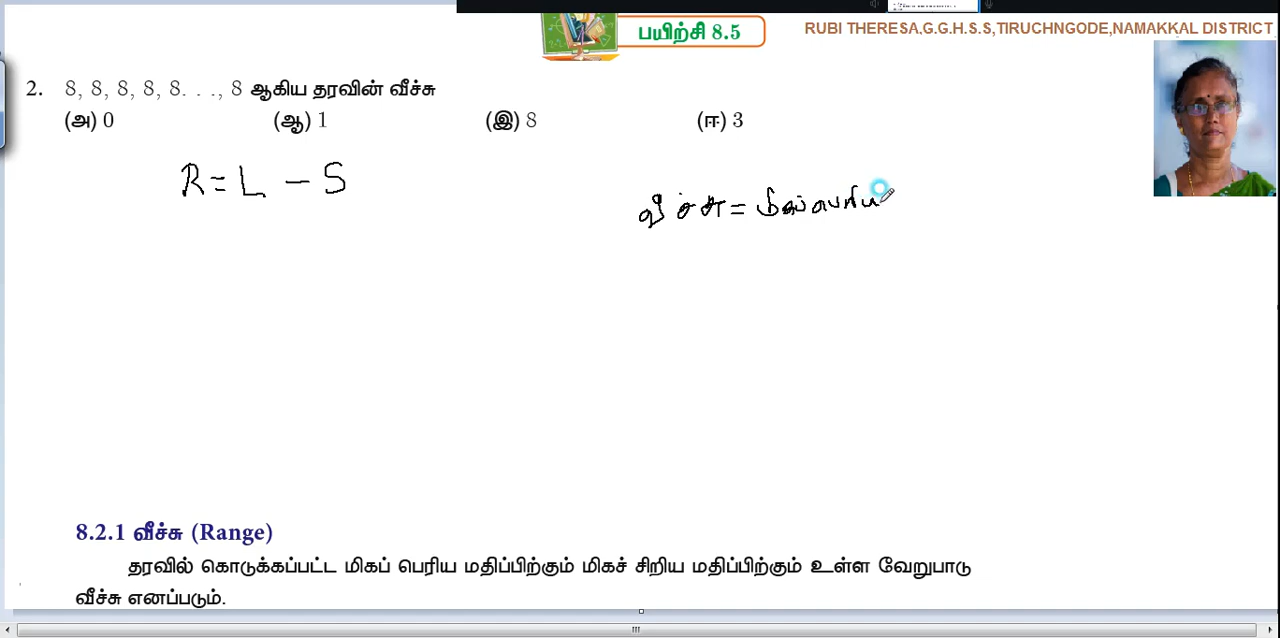 பயிற்சி 8.5
RUBI THERESA,G.G.H.S.S,TIRUCHNGODE,NAMAKKAL DISTRICT
2. 8, 8, 8, 8, 8. . ., 8 ஆகிய தரவின் வீச்சு
(அ) 0 (ஆ) 1 (இ) 8 (ஈ) 3
R = L - S
வீச்சு =
8.2.1 வீச்சு (Range)
தரவில் கொடுக்கப்பட்ட மிகப் பெரிய மதிப்பிற்கும் மிகச் சிறிய மதிப்பிற்கும் உள்ள வேறுபாடு
வீச்சு எனப்படும்.